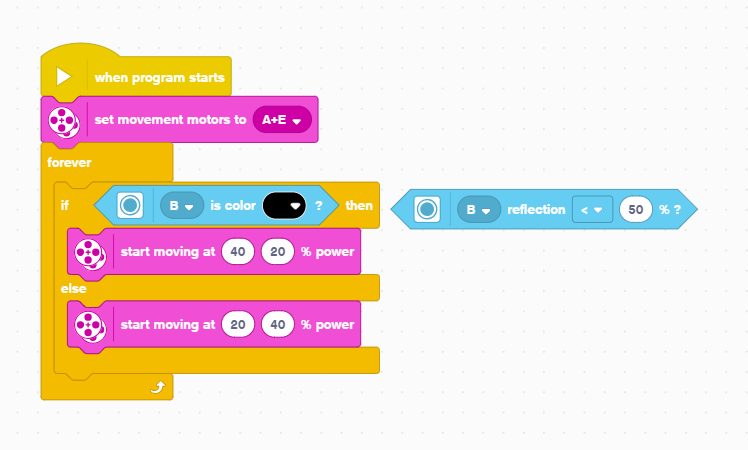 when program starts
set movement motors to A+E
forever
if B is color ? then
B reflection < 50 % ?
start moving at 40 20 % power
else
start moving at 20 40 % power